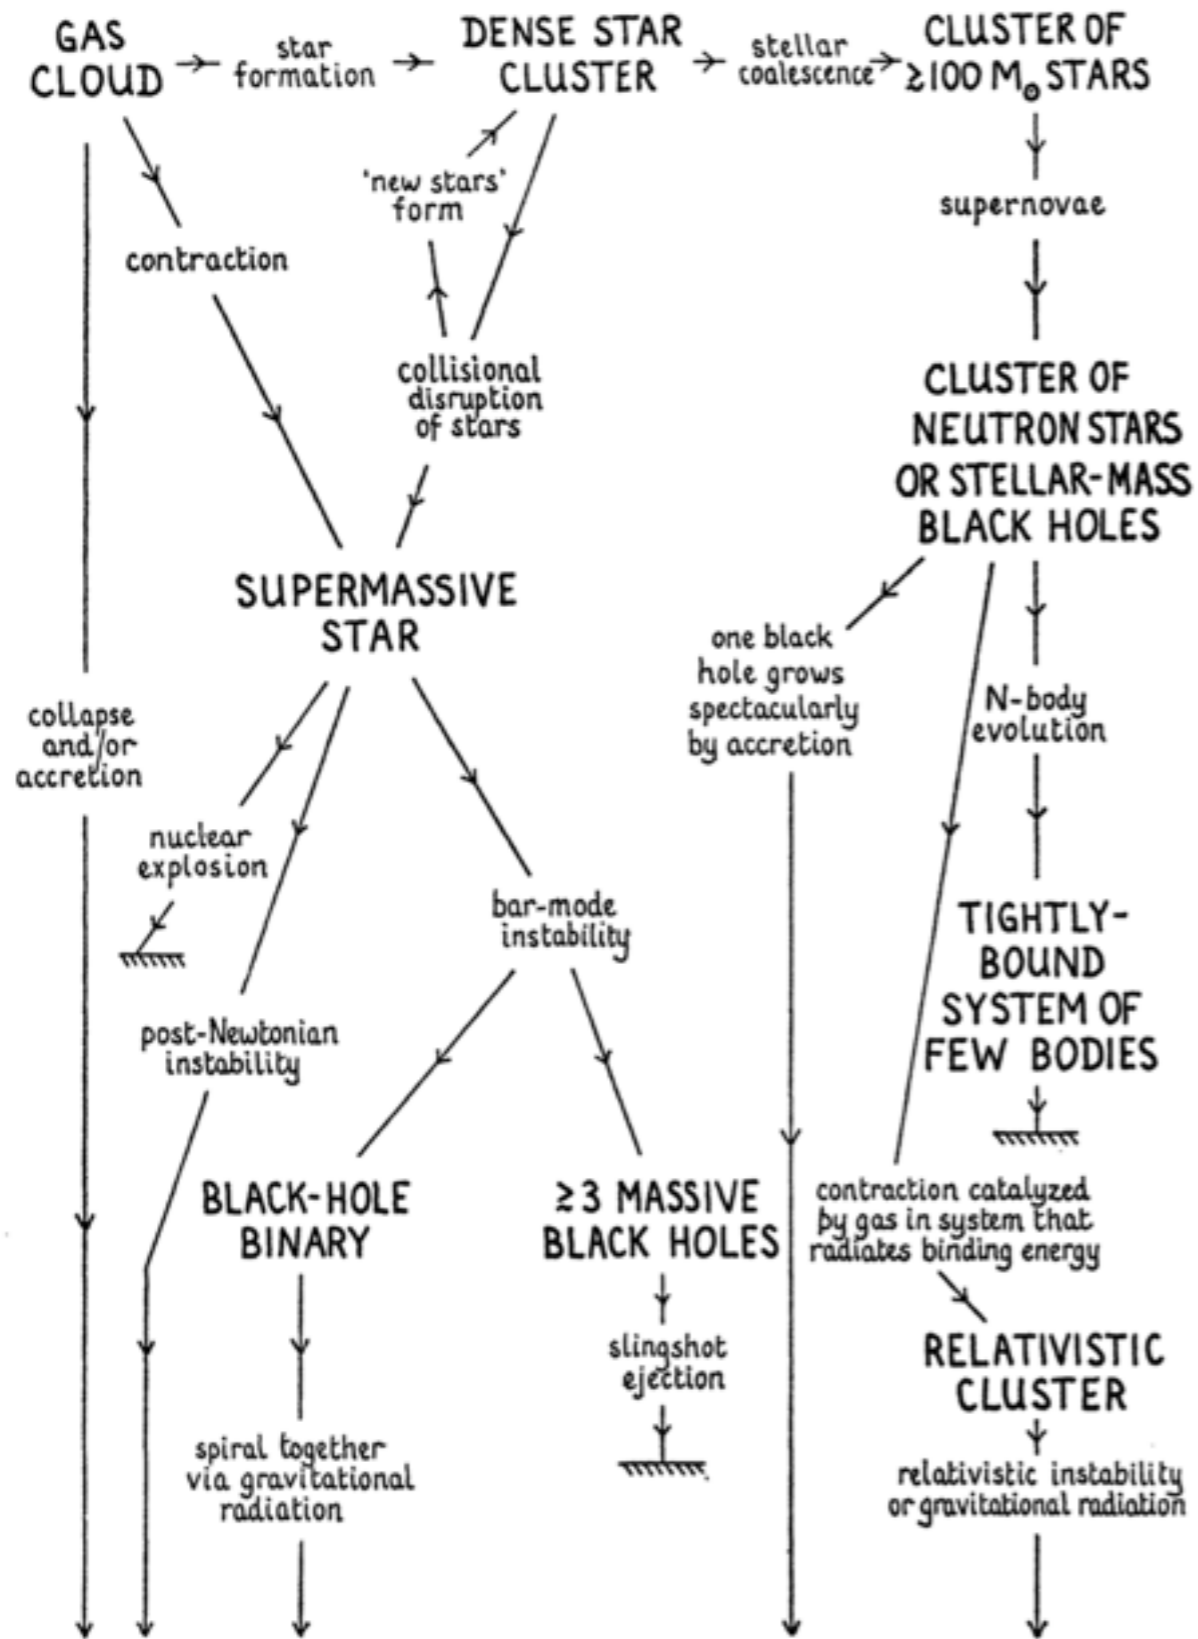 GAS
CLOUD
star
formation
DENSE STAR
CLUSTER
stellar
coalescence
CLUSTER OF
≳100 M⊙ STARS
'new stars'
form
supernovae
contraction
collisional
disruption
of stars
CLUSTER OF
NEUTRON STARS
OR STELLAR-MASS
BLACK HOLES
SUPERMASSIVE
STAR
one black
hole grows
spectacularly
by accretion
N-body
evolution
collapse
and/or
accretion
nuclear
explosion
bar-mode
instability
TIGHTLY-
BOUND
SYSTEM OF
FEW BODIES
post-Newtonian
instability
BLACK-HOLE
BINARY
≳3 MASSIVE
BLACK HOLES
contraction catalyzed
by gas in system that
radiates binding energy
slingshot
ejection
RELATIVISTIC
CLUSTER
spiral together
via gravitational
radiation
relativistic instability
or gravitational radiation